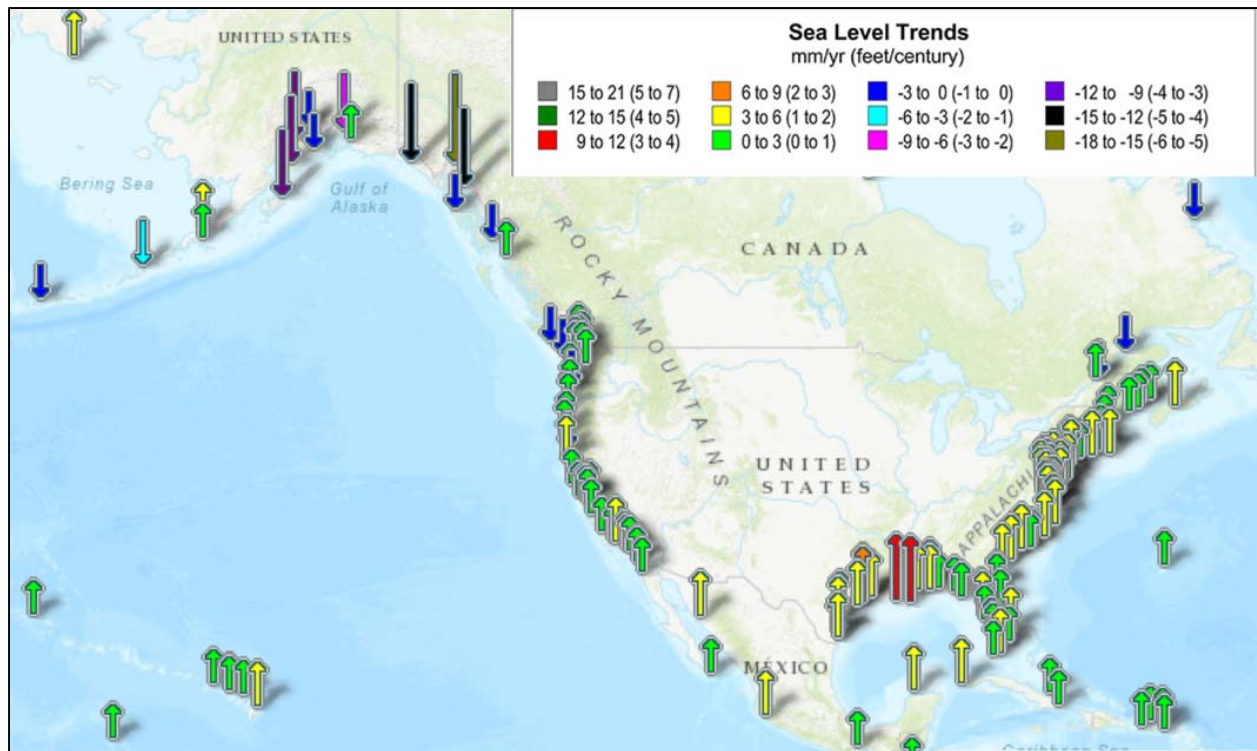 Sea Level Trends
mm/yr (feet/century)
15 to 21 (5 to 7)
6 to 9 (2 to 3)
-3 to 0 (-1 to 0)
-12 to -9 (-4 to -3)
12 to 15 (4 to 5)
3 to 6 (1 to 2)
-6 to -3 (-2 to -1)
-15 to -12 (-5 to -4)
9 to 12 (3 to 4)
0 to 3 (0 to 1)
-9 to -6 (-3 to -2)
-18 to -15 (-6 to -5)
UNITED STATES
Bering Sea
Gulf of
Alaska
ROCKY MOUNTAINS
CANADA
UNITED
STATES
MÉXICO